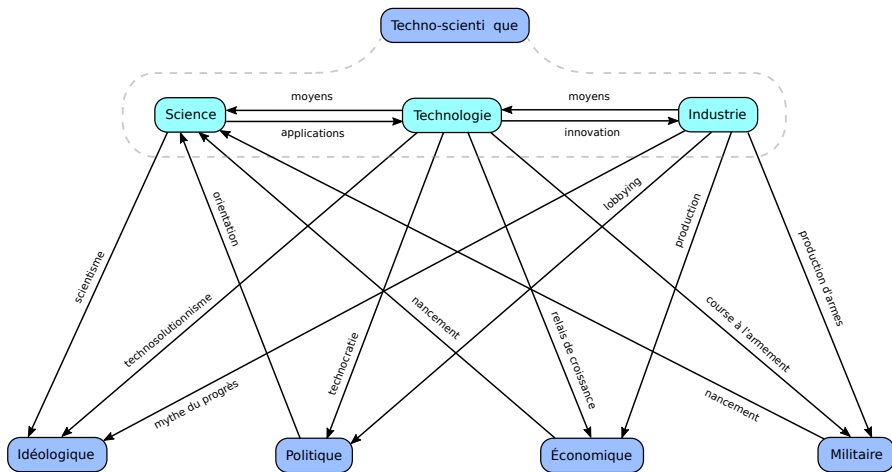 Techno-scienti que
moyens
moyens
Science
Technologie
Industrie
applications
innovation
lobbying
orientation
production
scientisme
production d'armes
technosolutionnisme
nancement
relais de croissance
course à l'armement
technocratie
mythe du progrès
nancement
Idéologique
Politique
Économique
Militaire